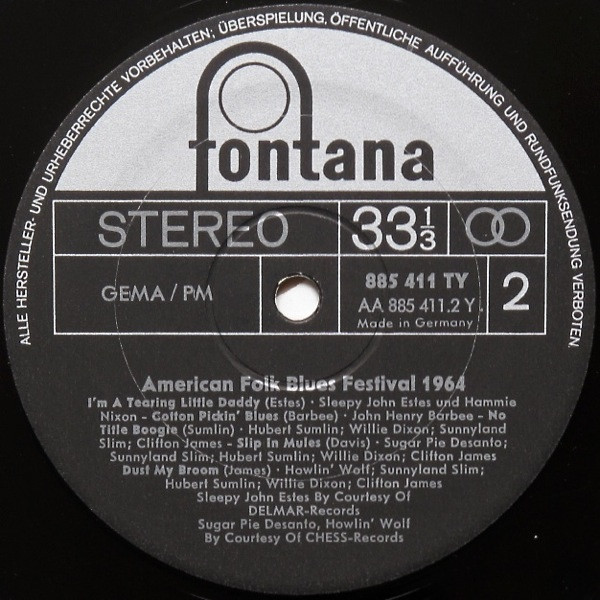 ALLE HERSTELLER- UND URHEBERRECHTE VORBEHALTEN; ÜBERSPIELUNG, ÖFFENTLICHE AUFFÜHRUNG UND RUNDFUNKSENDUNG VERBOTEN.
fontana
STEREO 33 1/3
GEMA / PM
885 411 TY
AA 885 411.2 Y
Made in Germany
2
American Folk Blues Festival 1964
I'm A Tearing Little Daddy (Estes) · Sleepy John Estes und Hammie
Nixon – Cotton Pickin' Blues (Barbee) · John Henry Barbee – No
Title Boogie (Sumlin) · Hubert Sumlin; Willie Dixon; Sunnyland
Slim; Clifton James – Slip In Mules (Davis) · Sugar Pie Desanto;
Sunnyland Slim; Hubert Sumlin; Willie Dixon; Clifton James
Dust My Broom (James) · Howlin' Wolf; Sunnyland Slim;
Hubert Sumlin; Willie Dixon; Clifton James
Sleepy John Estes By Courtesy Of
DELMAR-Records
Sugar Pie Desanto, Howlin' Wolf
By Courtesy Of CHESS-Records